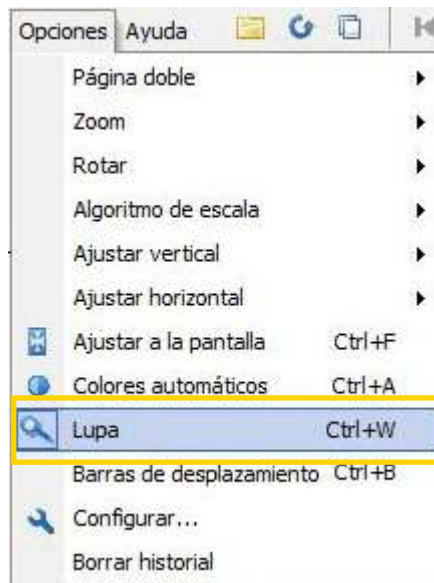 Opciones Ayuda
Página doble
Zoom
Rotar
Algoritmo de escala
Ajustar vertical
Ajustar horizontal
Ajustar a la pantalla Ctrl+F
Colores automáticos Ctrl+A
Lupa Ctrl+W
Barras de desplazamiento Ctrl+B
Configurar...
Borrar historial